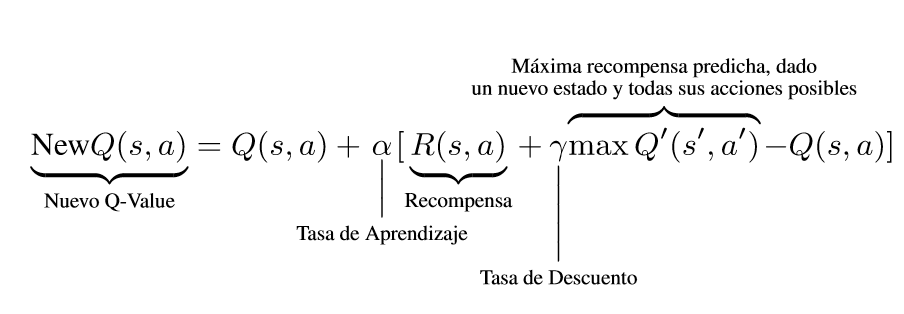 Máxima recompensa predicha, dado
un nuevo estado y todas sus acciones posibles
NewQ(s, a) = Q(s, a) + α[ R(s, a) + γmax Q′(s′, a′) −Q(s, a)]
Nuevo Q-Value
Recompensa
Tasa de Aprendizaje
Tasa de Descuento